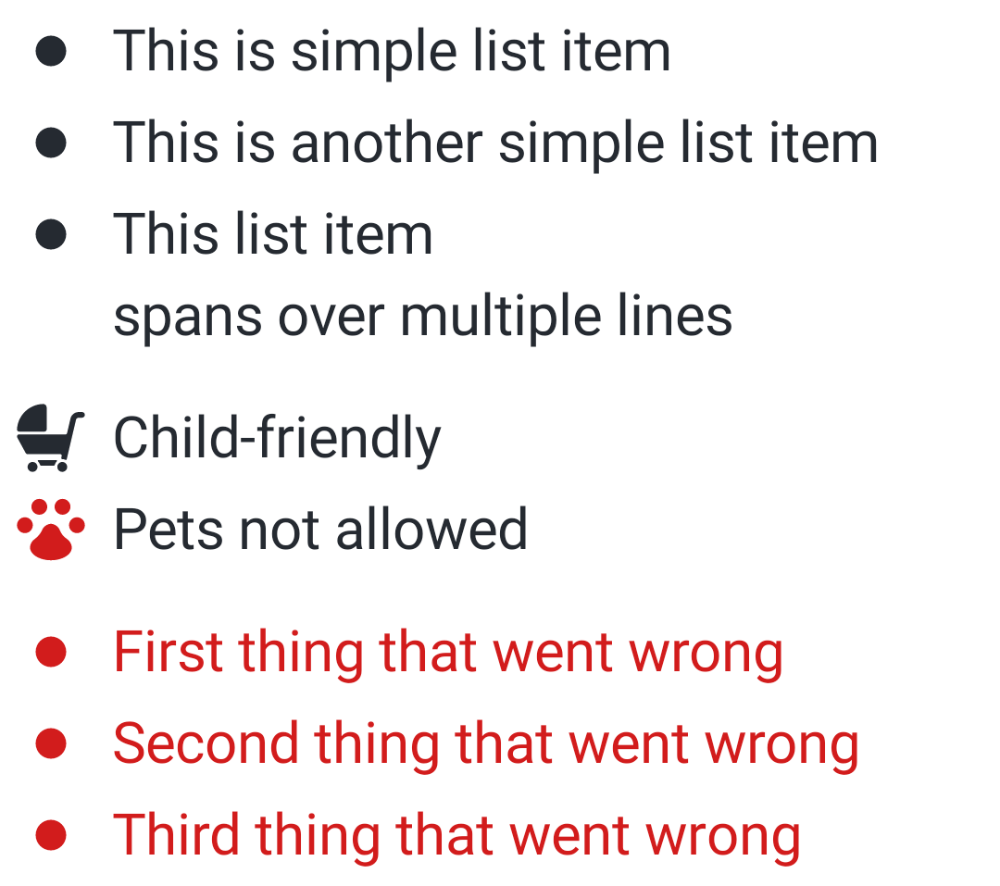 This is simple list item
This is another simple list item
This list item
spans over multiple lines
Child-friendly
Pets not allowed
First thing that went wrong
Second thing that went wrong
Third thing that went wrong